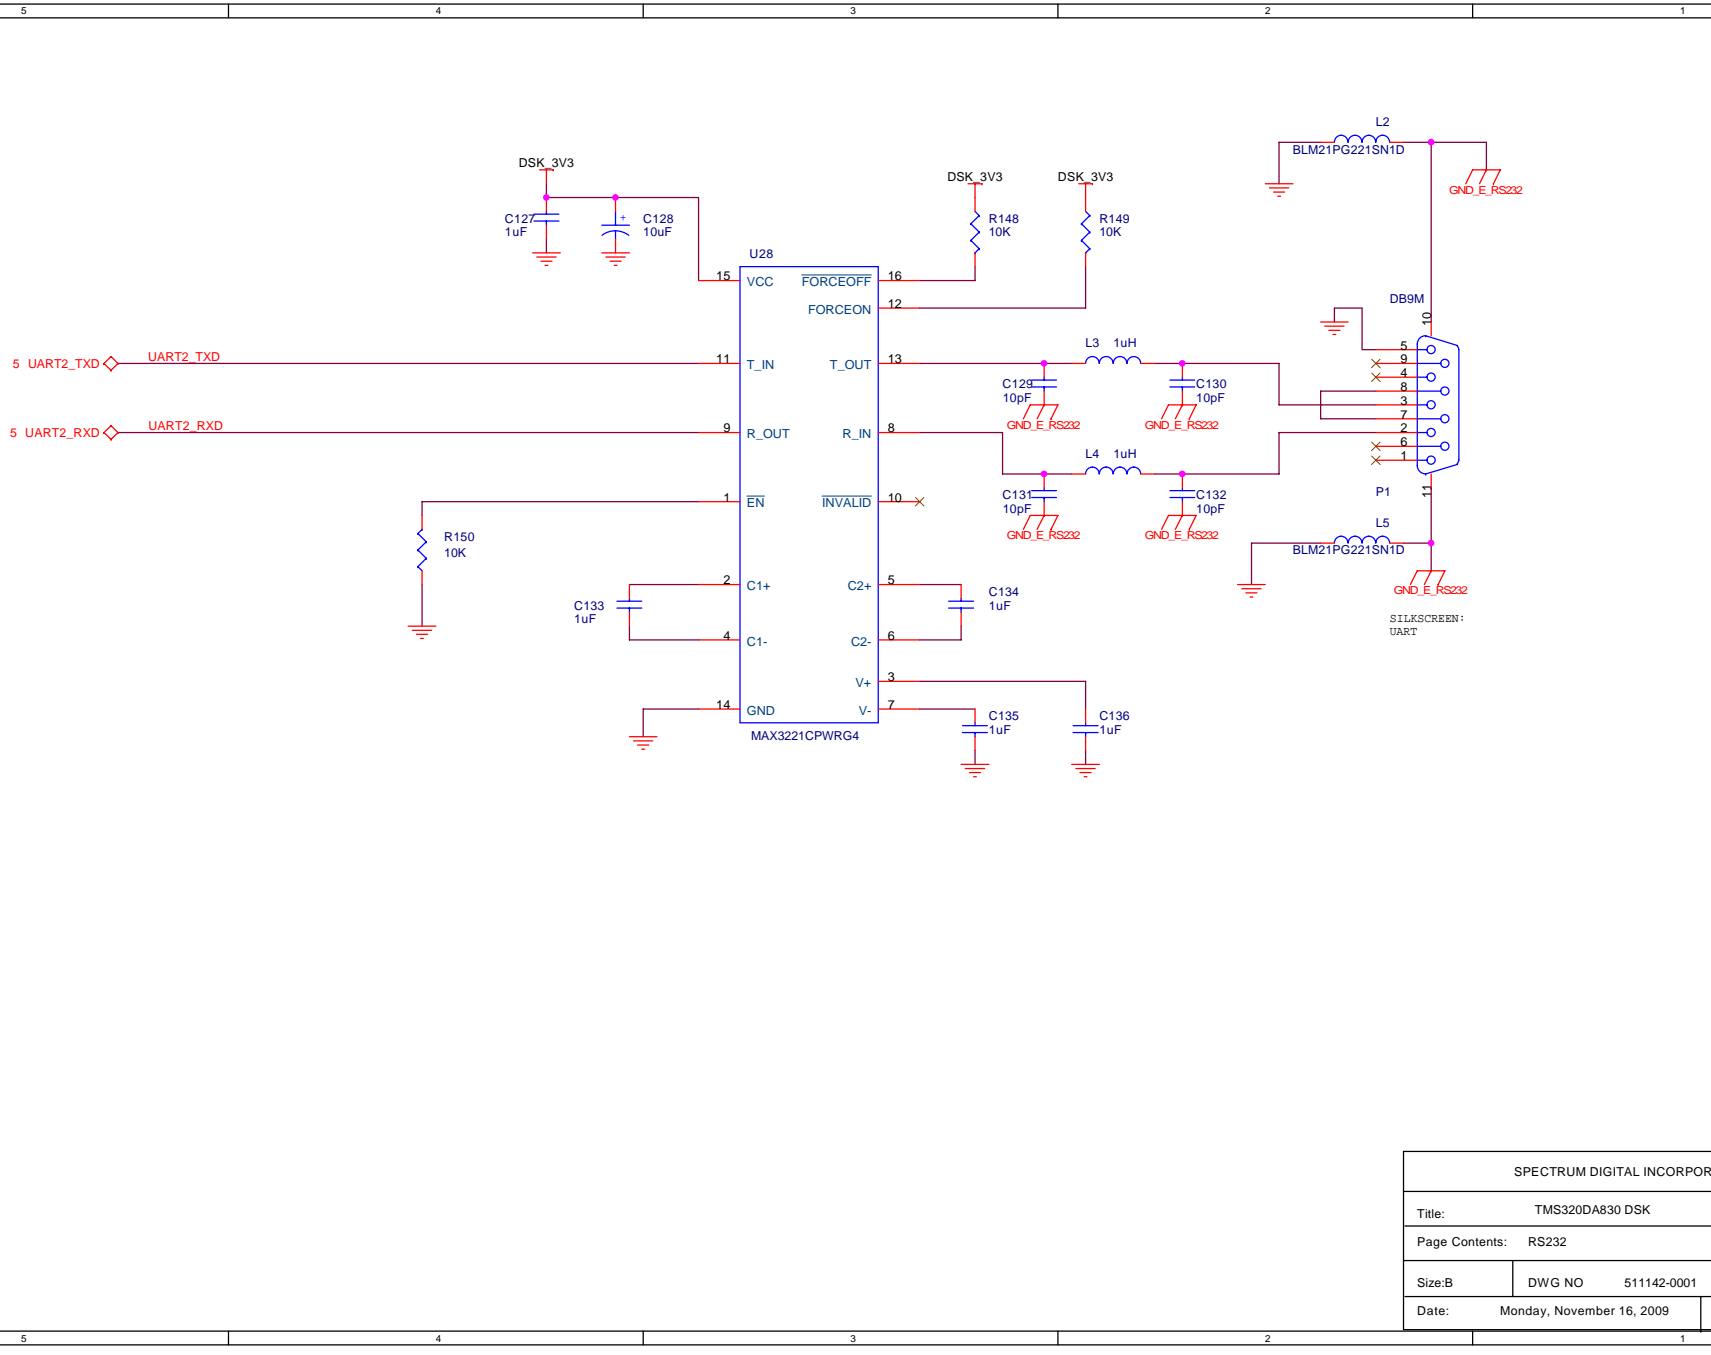 5 4 3 2 1
L2
BLM21PG221SN1D
GND_E_RS232
DSK_3V3
DSK_3V3 DSK_3V3
C127
1uF
C128
10uF
R148
10K
R149
10K
U28
15 VCC FORCEOFF 16
FORCEON 12
DB9M
10
5 UART2_TXD UART2_TXD 11 T_IN T_OUT 13
L3 1uH
C129
10pF
GND_E_RS232
C130
10pF
GND_E_RS232
5
9
4
8
3
7
2
6
1
5 UART2_RXD UART2_RXD 9 R_OUT R_IN 8
L4 1uH
C131
10pF
GND_E_RS232
C132
10pF
GND_E_RS232
P1
11
1 EN INVALID 10
R150
10K
L5
BLM21PG221SN1D
GND_E_RS232
SILKSCREEN:
UART
2 C1+ C2+ 5
C133
1uF
C134
1uF
4 C1- C2- 6
V+ 3
14 GND V- 7
C135
1uF
C136
1uF
MAX3221CPWRG4
SPECTRUM DIGITAL INCORPOR
Title: TMS320DA830 DSK
Page Contents: RS232
Size:B DWG NO 511142-0001
Date: Monday, November 16, 2009
5 4 3 2 1